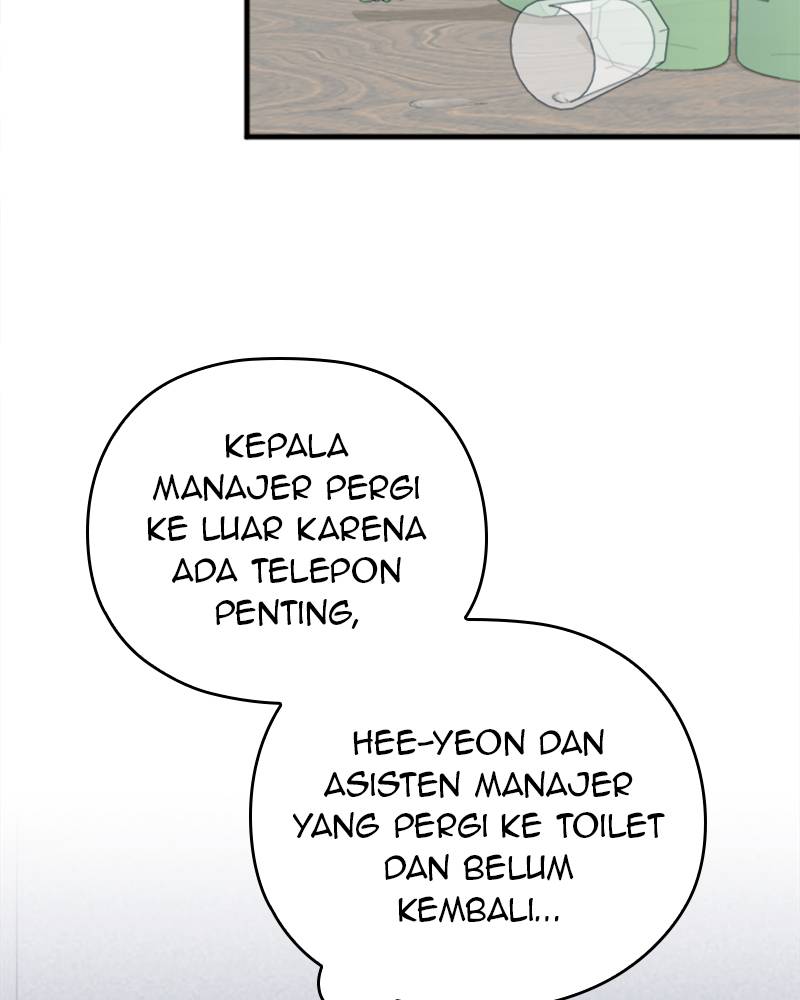 KEPALA
MANAJER PERGI
KE LUAR KARENA
ADA TELEPON
PENTING,
HEE-YEON DAN
ASISTEN MANAJER
YANG PERGI KE TOILET
DAN BELUM
KEMBALI...